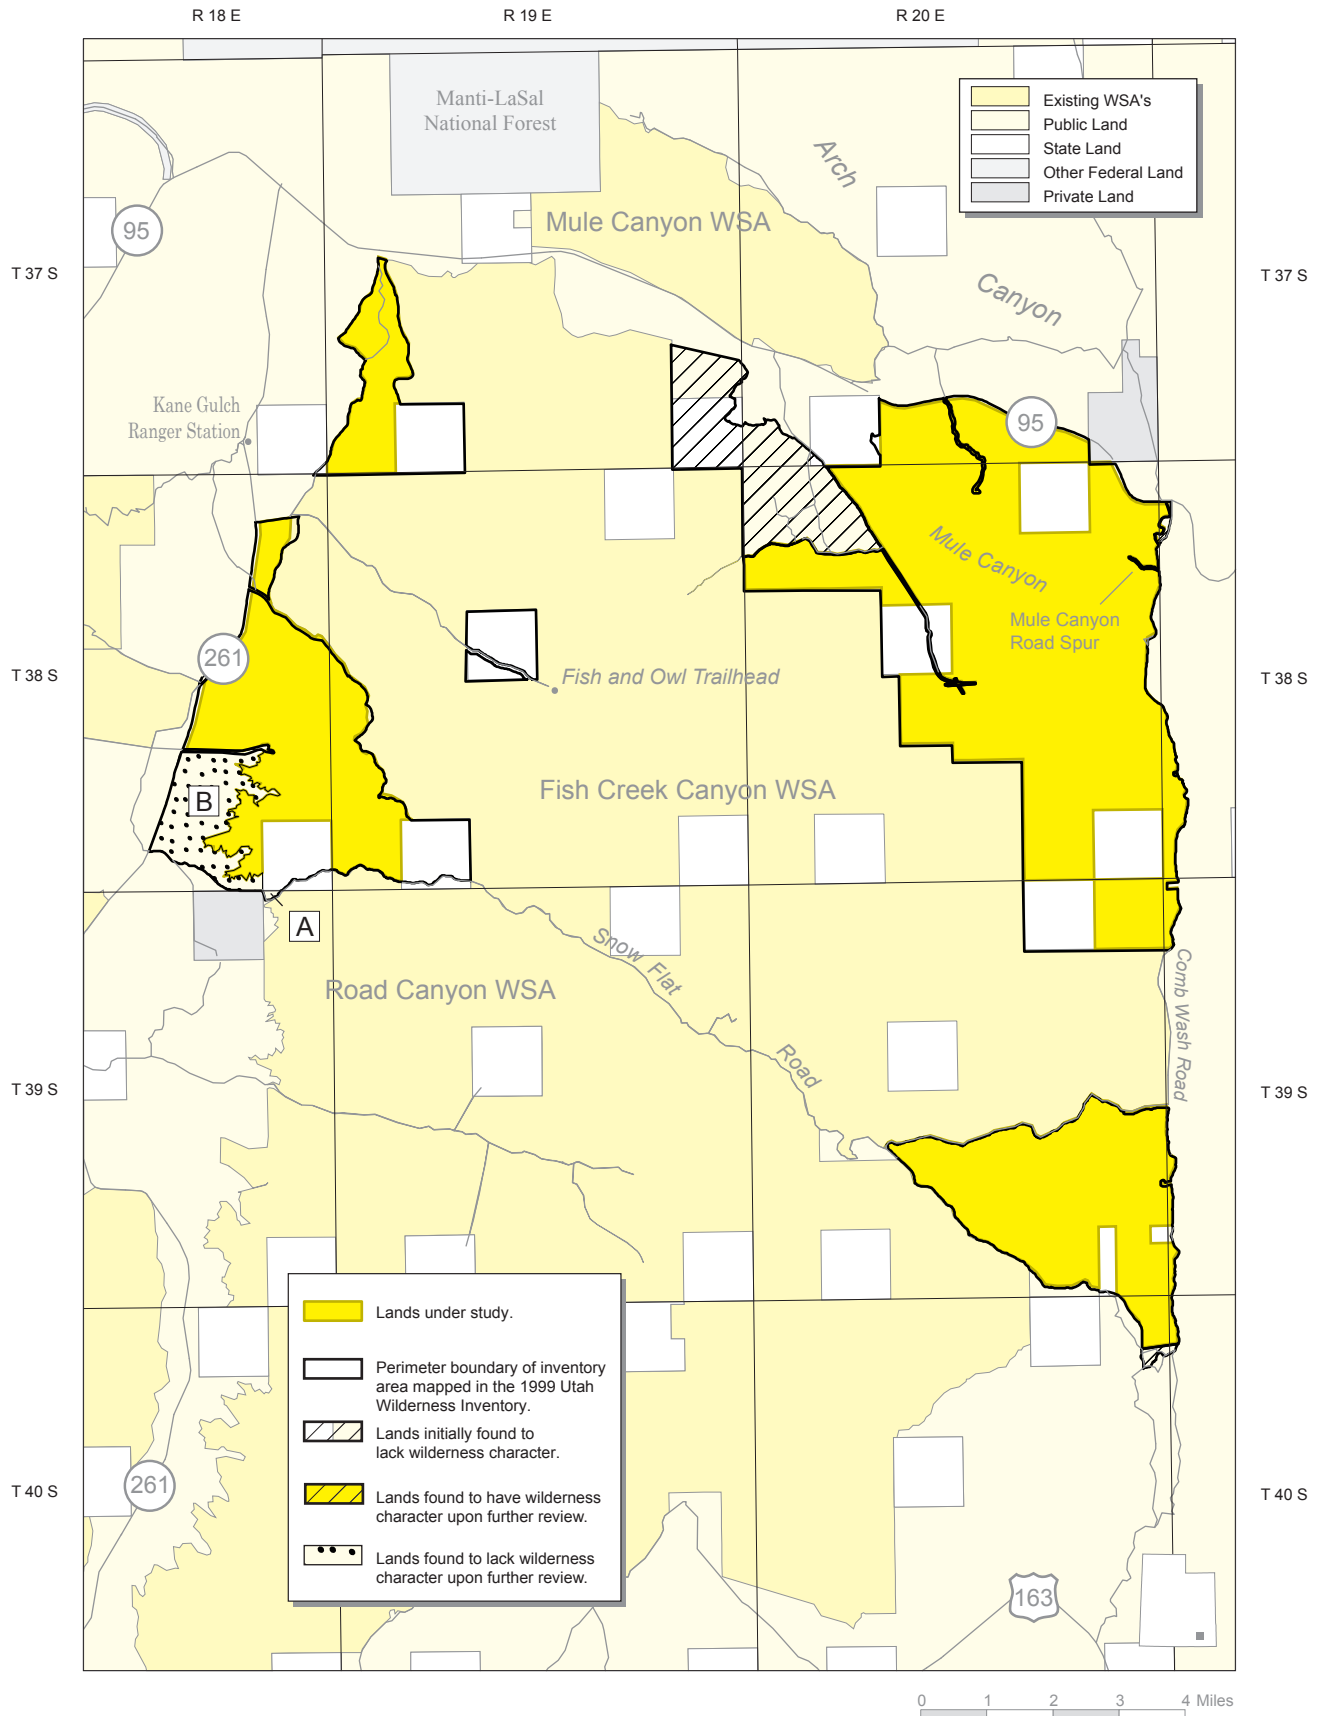 R 18 E
R 19 E
R 20 E
Manti-LaSal
National Forest
Existing WSA's
Public Land
State Land
Other Federal Land
Private Land
Arch
Mule Canyon WSA
95
T 37 S
T 37 S
Canyon
Kane Gulch
Ranger Station
95
Mule Canyon
Mule Canyon
Road Spur
261
T 38 S
Fish and Owl Trailhead
T 38 S
Fish Creek Canyon WSA
B
A
Snow Flat
Road Canyon WSA
Comb Wash Road
Road
T 39 S
T 39 S
Lands under study.
Perimeter boundary of inventory
area mapped in the 1999 Utah
Wilderness Inventory.
Lands initially found to
lack wilderness character.
Lands found to have wilderness
character upon further review.
Lands found to lack wilderness
character upon further review.
261
T 40 S
T 40 S
163
0 1 2 3 4 Miles